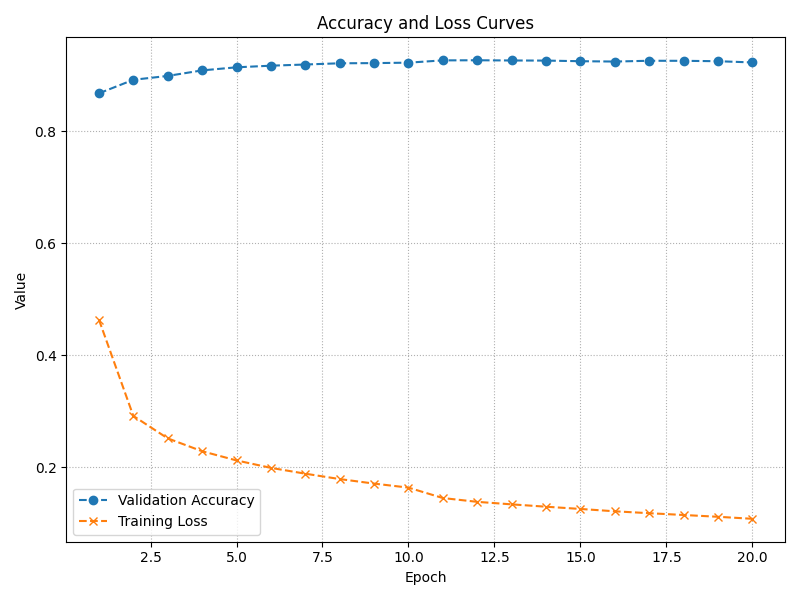 Accuracy and Loss Curves
Value
0.8
0.6
0.4
0.2
Validation Accuracy
Training Loss
2.5 5.0 7.5 10.0 12.5 15.0 17.5 20.0
Epoch